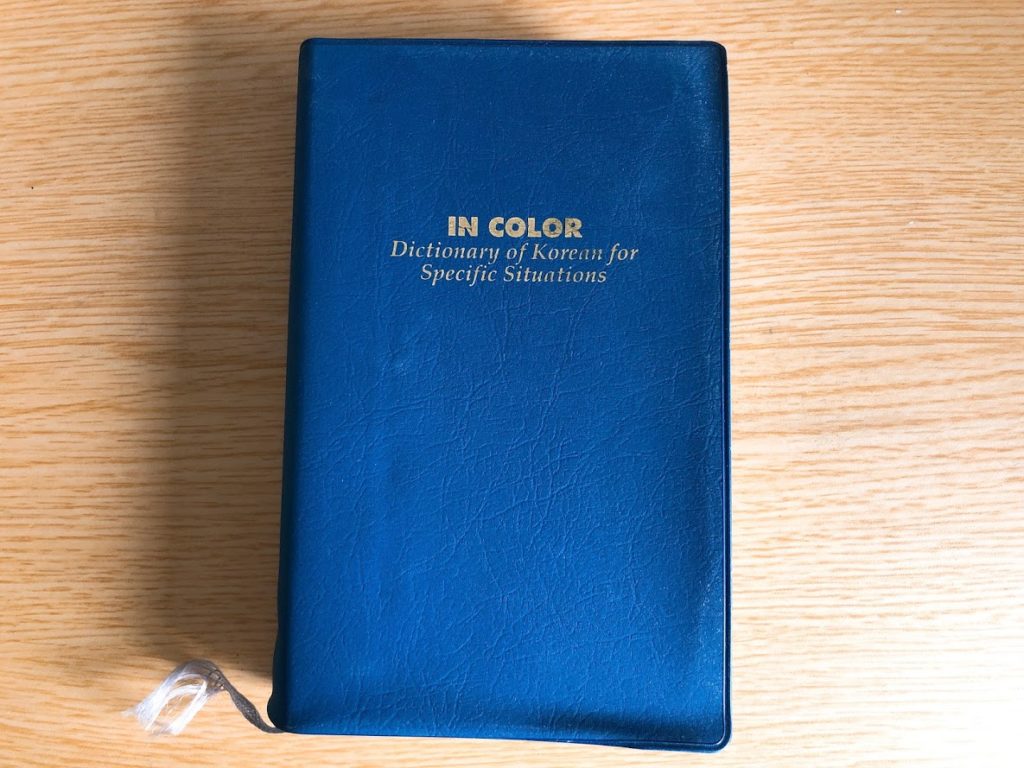 IN COLOR
Dictionary of Korean for
Specific Situations